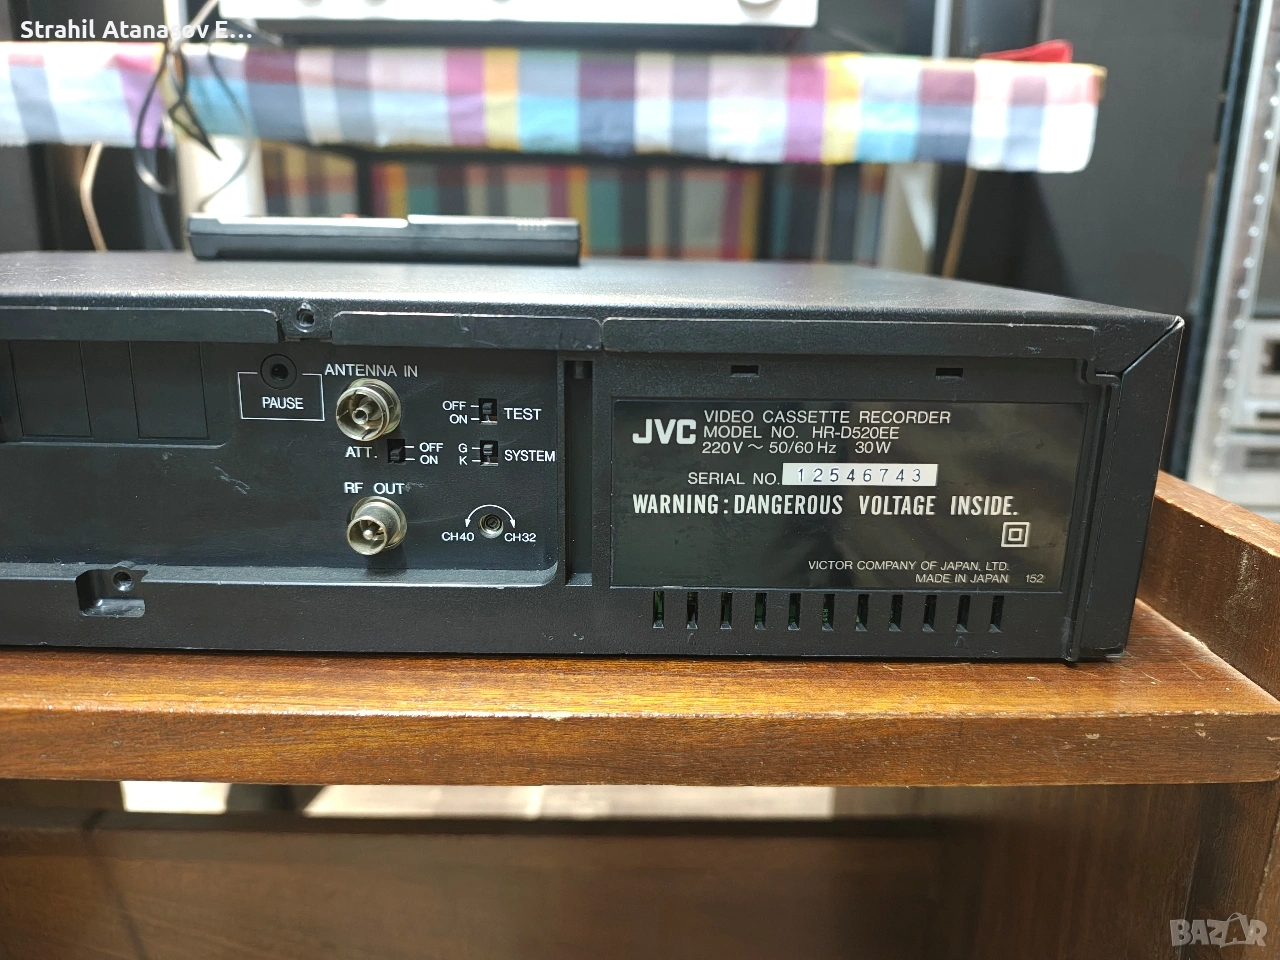 Strahil Atanasov E...
PAUSE
ANTENNA IN
OFF
ON
TEST
ATT.
OFF
ON
G
K
SYSTEM
RF OUT
CH40
CH32
JVC
VIDEO CASSETTE RECORDER
MODEL NO. HR-D520EE
220V ~ 50/60Hz 30W
SERIAL NO. 12546743
WARNING: DANGEROUS VOLTAGE INSIDE.
VICTOR COMPANY OF JAPAN, LTD.
MADE IN JAPAN 152
BAZAR